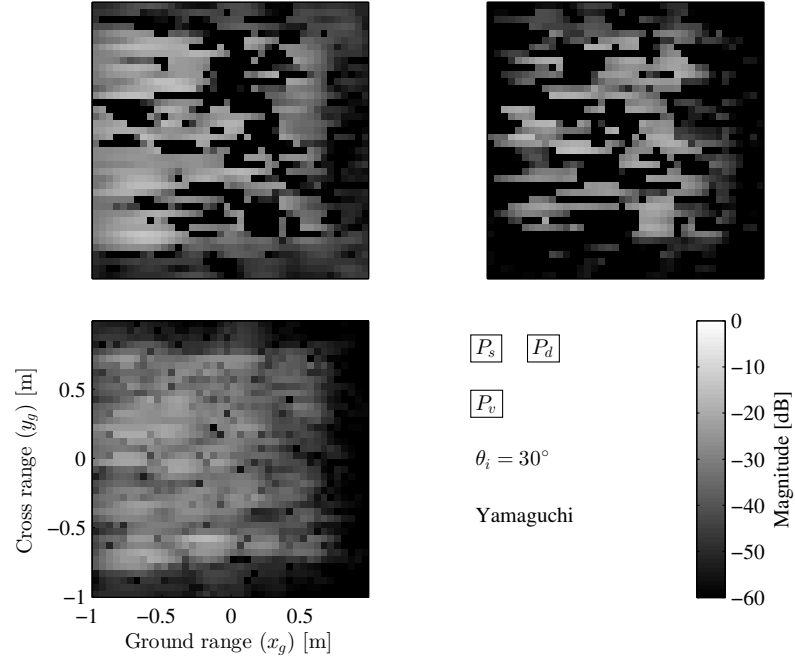 P_s P_d
P_v
θ_i = 30°
Yamaguchi
0
−10
−20
−30
−40
−50
−60
Magnitude [dB]
0.5
0
−0.5
−1
Cross range (y_g) [m]
−1 −0.5 0 0.5
Ground range (x_g) [m]